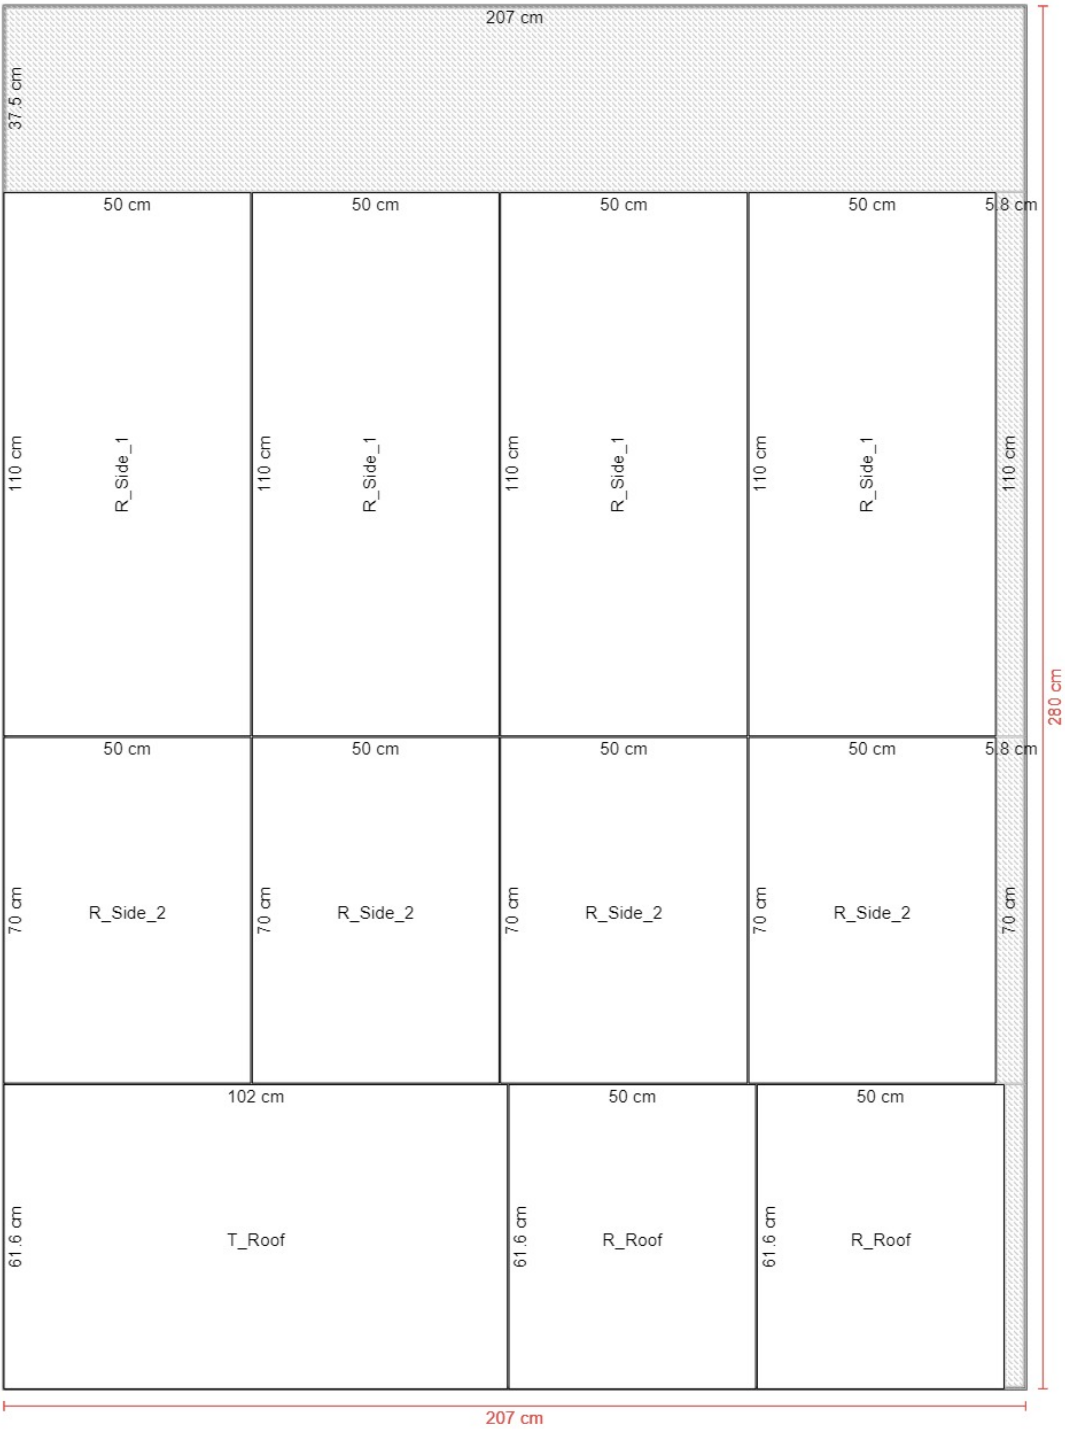 207 cm
37.5 cm
50 cm 50 cm 50 cm 50 cm 5.8 cm
110 cm R_Side_1 110 cm R_Side_1 110 cm R_Side_1 110 cm R_Side_1 110 cm
280 cm
50 cm 50 cm 50 cm 50 cm 5.8 cm
70 cm R_Side_2 70 cm R_Side_2 70 cm R_Side_2 70 cm R_Side_2 70 cm
102 cm 50 cm 50 cm
61.6 cm T_Roof 61.6 cm R_Roof 61.6 cm R_Roof
207 cm